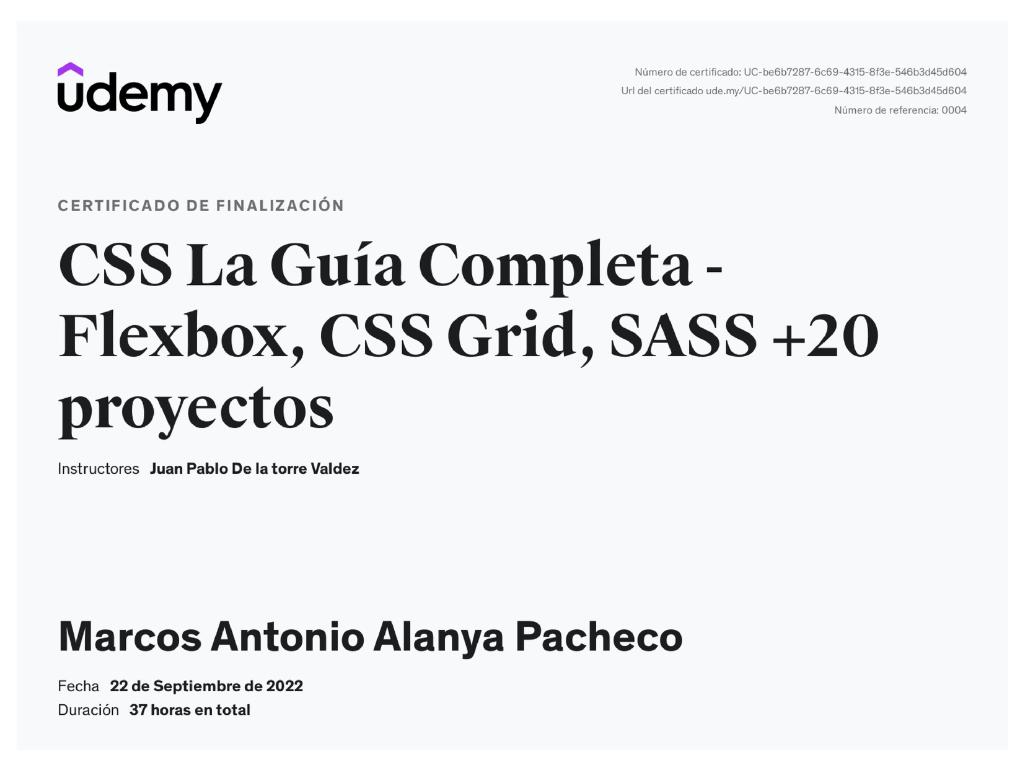 udemy
Número de certificado: UC-be6b7287-6c69-4315-8f3e-546b3d45d604
Url del certificado ude.my/UC-be6b7287-6c69-4315-8f3e-546b3d45d604
Número de referencia: 0004
CERTIFICADO DE FINALIZACIÓN
CSS La Guía Completa -
Flexbox, CSS Grid, SASS +20
proyectos
Instructores Juan Pablo De la torre Valdez
Marcos Antonio Alanya Pacheco
Fecha 22 de Septiembre de 2022
Duración 37 horas en total